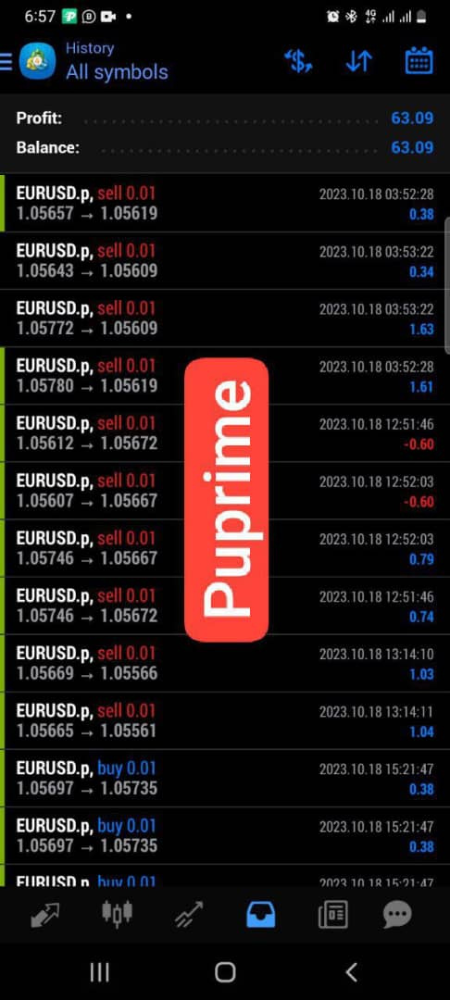 6:57
4G
History
All symbols
Profit: 63.09
Balance: 63.09
EURUSD.p, sell 0.01 2023.10.18 03:52:28
1.05657 → 1.05619 0.38
EURUSD.p, sell 0.01 2023.10.18 03:53:22
1.05643 → 1.05609 0.34
EURUSD.p, sell 0.01 2023.10.18 03:53:22
1.05772 → 1.05609 1.63
EURUSD.p, sell 0.01 2023.10.18 03:52:28
1.05780 → 1.05619 1.61
EURUSD.p, sell 0.01 2023.10.18 12:51:46
1.05612 → 1.05672 -0.60
EURUSD.p, sell 0.01 2023.10.18 12:52:03
1.05607 → 1.05667 -0.60
EURUSD.p, sell 0.01 2023.10.18 12:52:03
1.05746 → 1.05667 0.79
EURUSD.p, sell 0.01 2023.10.18 12:51:46
1.05746 → 1.05672 0.74
EURUSD.p, sell 0.01 2023.10.18 13:14:10
1.05669 → 1.05566 1.03
EURUSD.p, sell 0.01 2023.10.18 13:14:11
1.05665 → 1.05561 1.04
EURUSD.p, buy 0.01 2023.10.18 15:21:47
1.05697 → 1.05735 0.38
EURUSD.p, buy 0.01 2023.10.18 15:21:47
1.05697 → 1.05735 0.38
EURUSD.p, buy 0.01 2023.10.18 15:21:47
Puprime